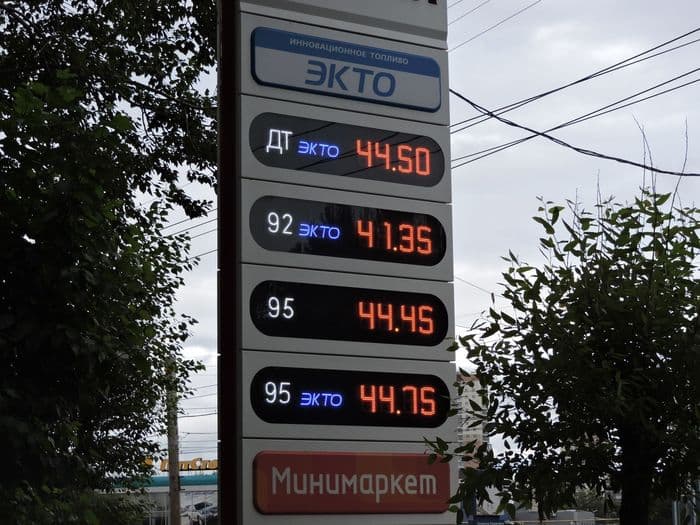 ИННОВАЦИОННОЕ ТОПЛИВО
ЭКТО
ДТ ЭКТО 44.50
92 ЭКТО 41.35
95 44.45
95 ЭКТО 44.75
Минимаркет